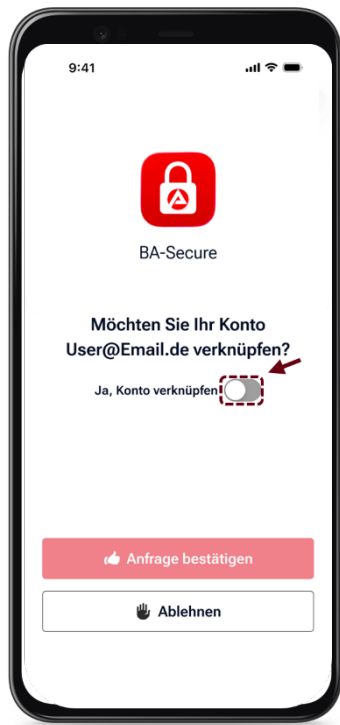 9:41
BA-Secure
Möchten Sie Ihr Konto
User@Email.de verknüpfen?
Ja, Konto verknüpfen
Anfrage bestätigen
Ablehnen